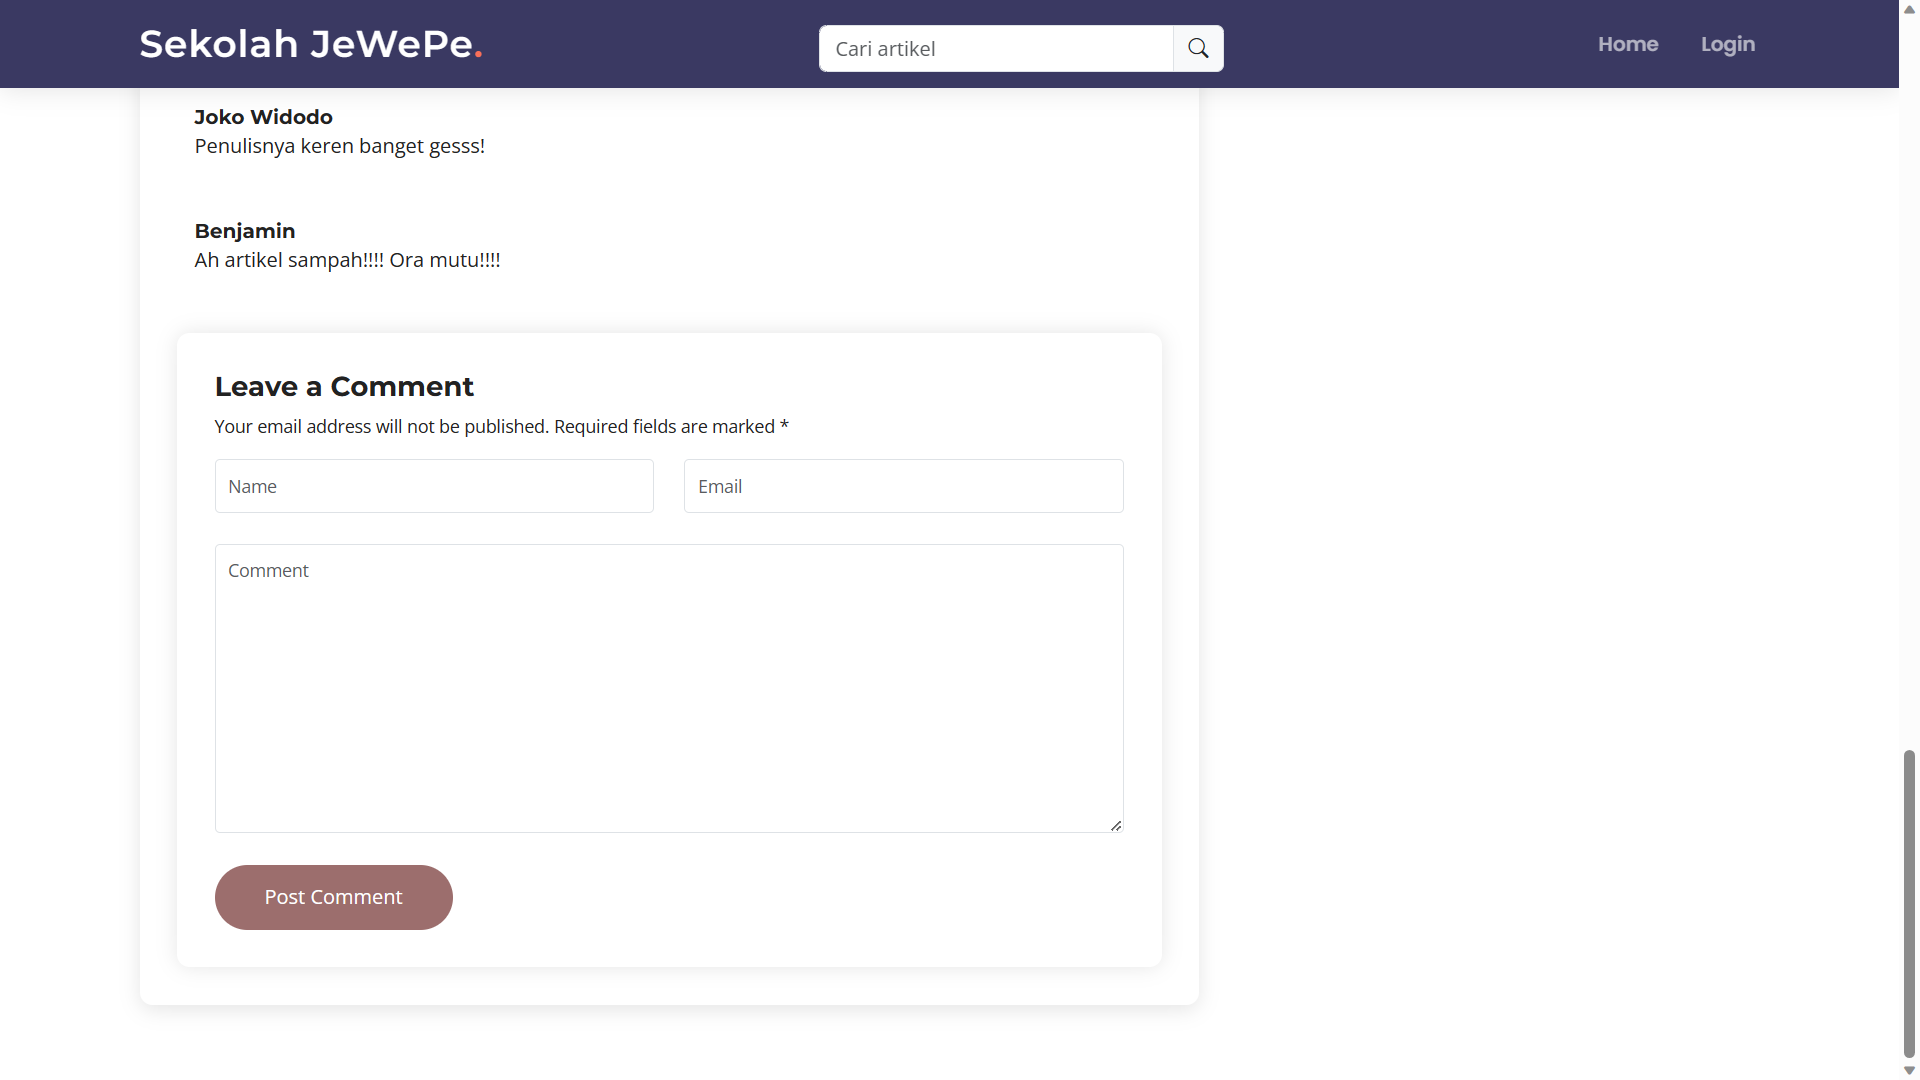 Sekolah JeWePe.
Cari artikel
Home
Login
Joko Widodo
Penulisnya keren banget gesss!
Benjamin
Ah artikel sampah!!!! Ora mutu!!!!
Leave a Comment
Your email address will not be published. Required fields are marked *
Name
Email
Comment
Post Comment